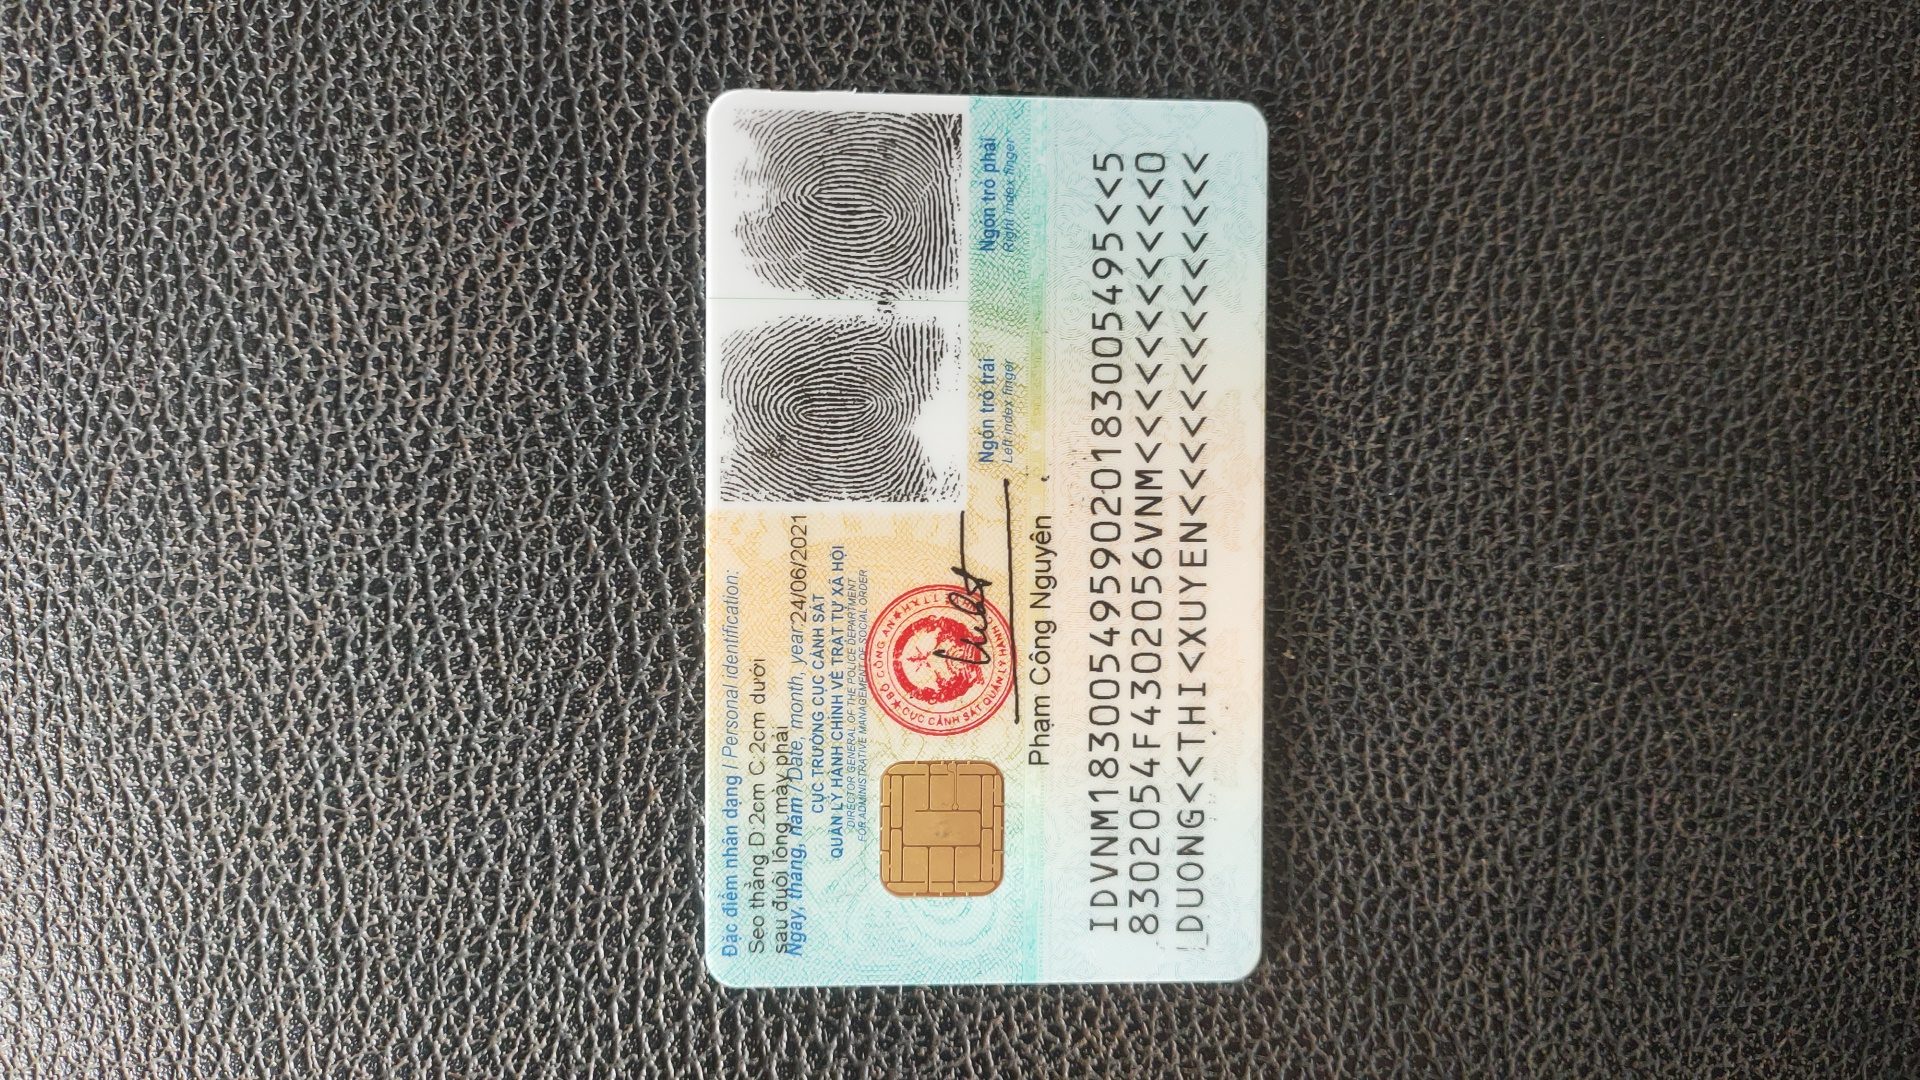 Đặc điểm nhân dạng / Personal identification:
Sẹo thẳng D:2cm C:2cm dưới
sau đuôi lông mày phải
Ngày, tháng, năm / Date, month, year: 24/06/2021
CỤC TRƯỞNG CỤC CẢNH SÁT
QUẢN LÝ HÀNH CHÍNH VỀ TRẬT TỰ XÃ HỘI
DIRECTOR GENERAL OF THE POLICE DEPARTMENT
FOR ADMINISTRATIVE MANAGEMENT OF SOCIAL ORDER
BỘ CÔNG AN
CỤC CẢNH SÁT QUẢN LÝ HÀNH
Phạm Công Nguyên
Ngón trỏ trái
Left index finger
Ngón trỏ phải
Right index finger
IDVNM1830054959020183005495<<5
8302054F4302056VNM<<<<<<<<<<<0
DUONG<<THI<XUYEN<<<<<<<<<<<<<<